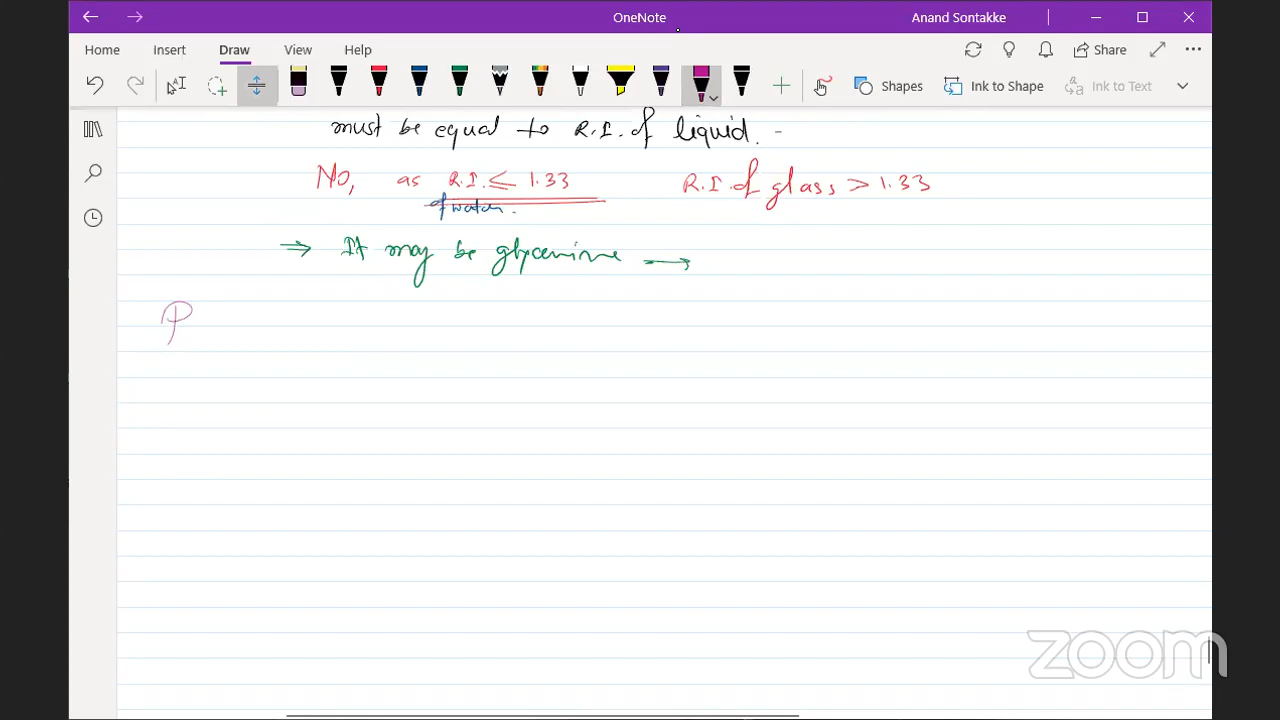 OneNote
Anand Sontakke
Home Insert Draw View Help
Share
Shapes
Ink to Shape
Ink to Text
must be equal to R.I. of liquid.
No, as R.I. ≤ 1.33 R.I. of glass > 1.33
of water.
⇒ It may be glycerine →
P
zoom